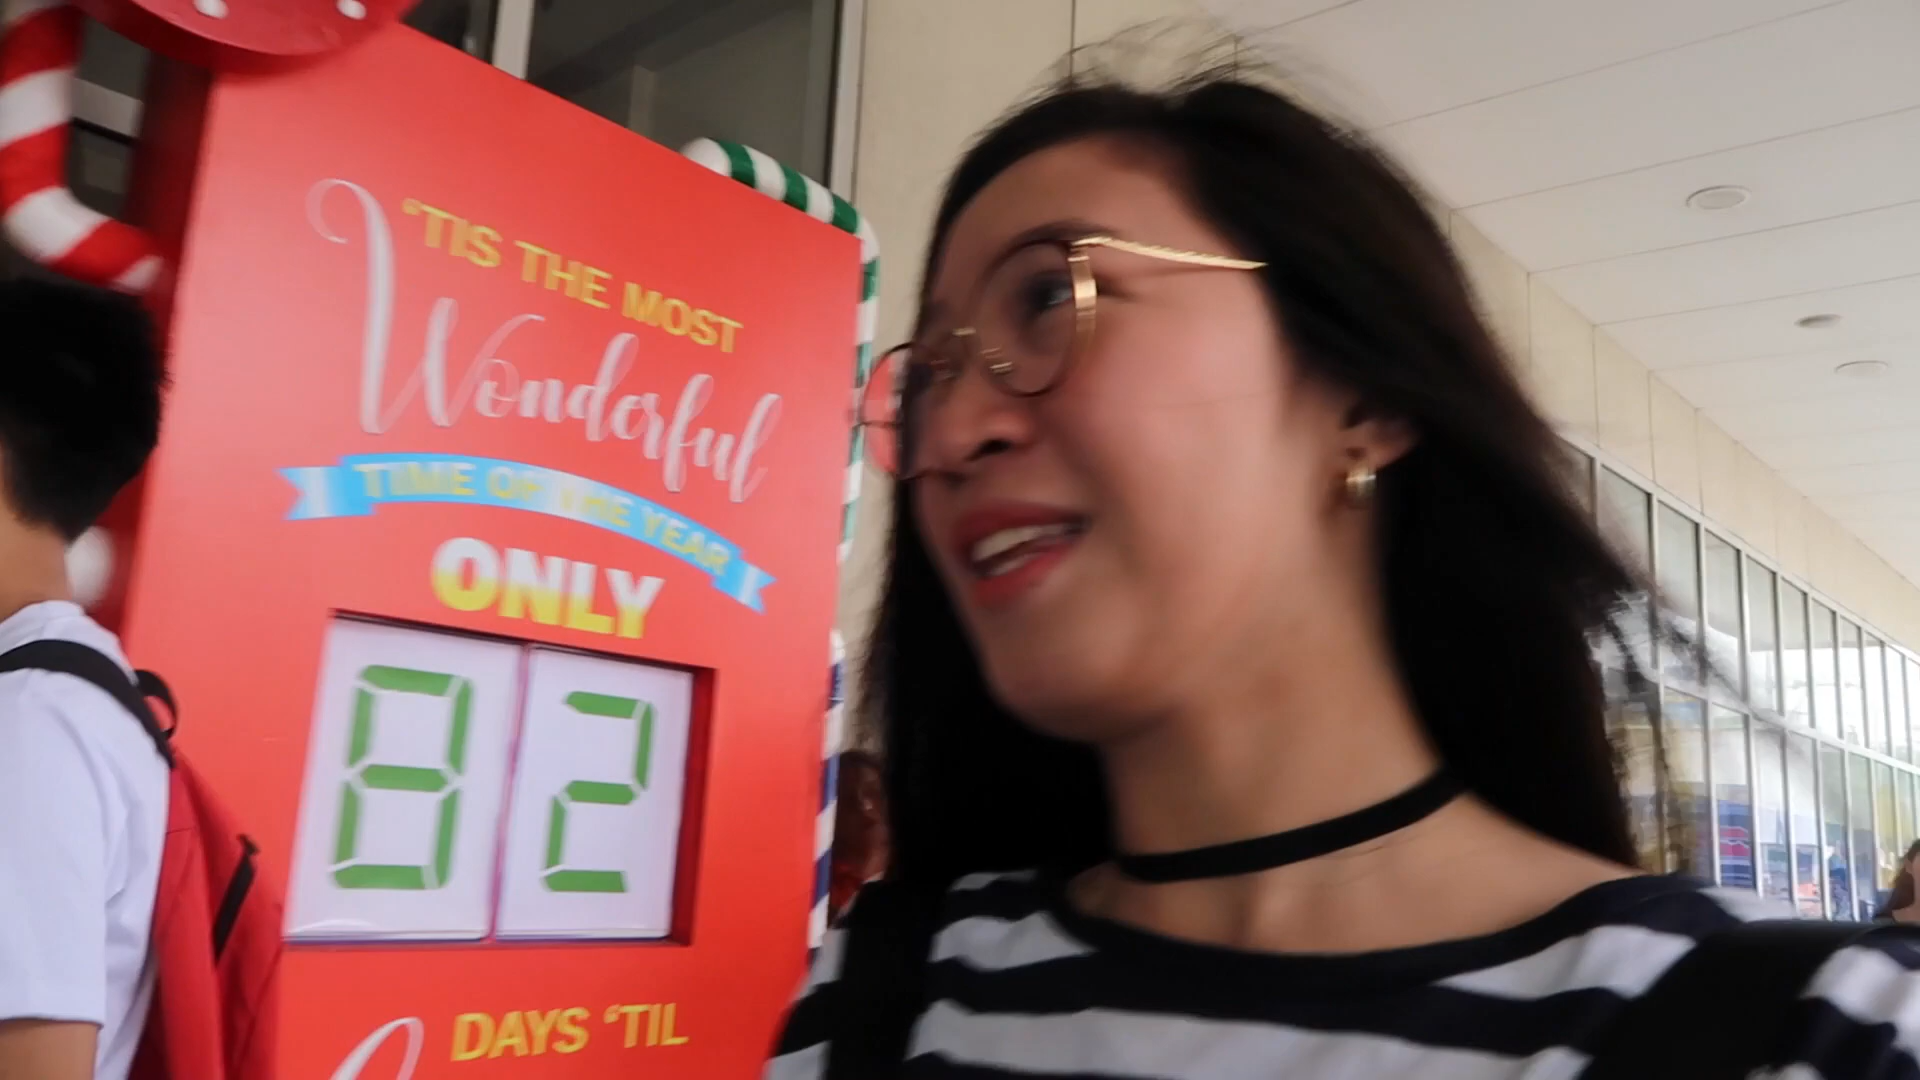 ‘TIS THE MOST
Wonderful
TIME OF THE YEAR
ONLY
82
DAYS ‘TIL